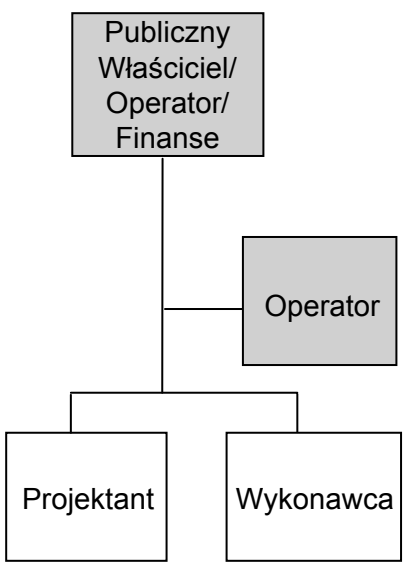 Publiczny
Właściciel/
Operator/
Finanse
Operator
Projektant
Wykonawca